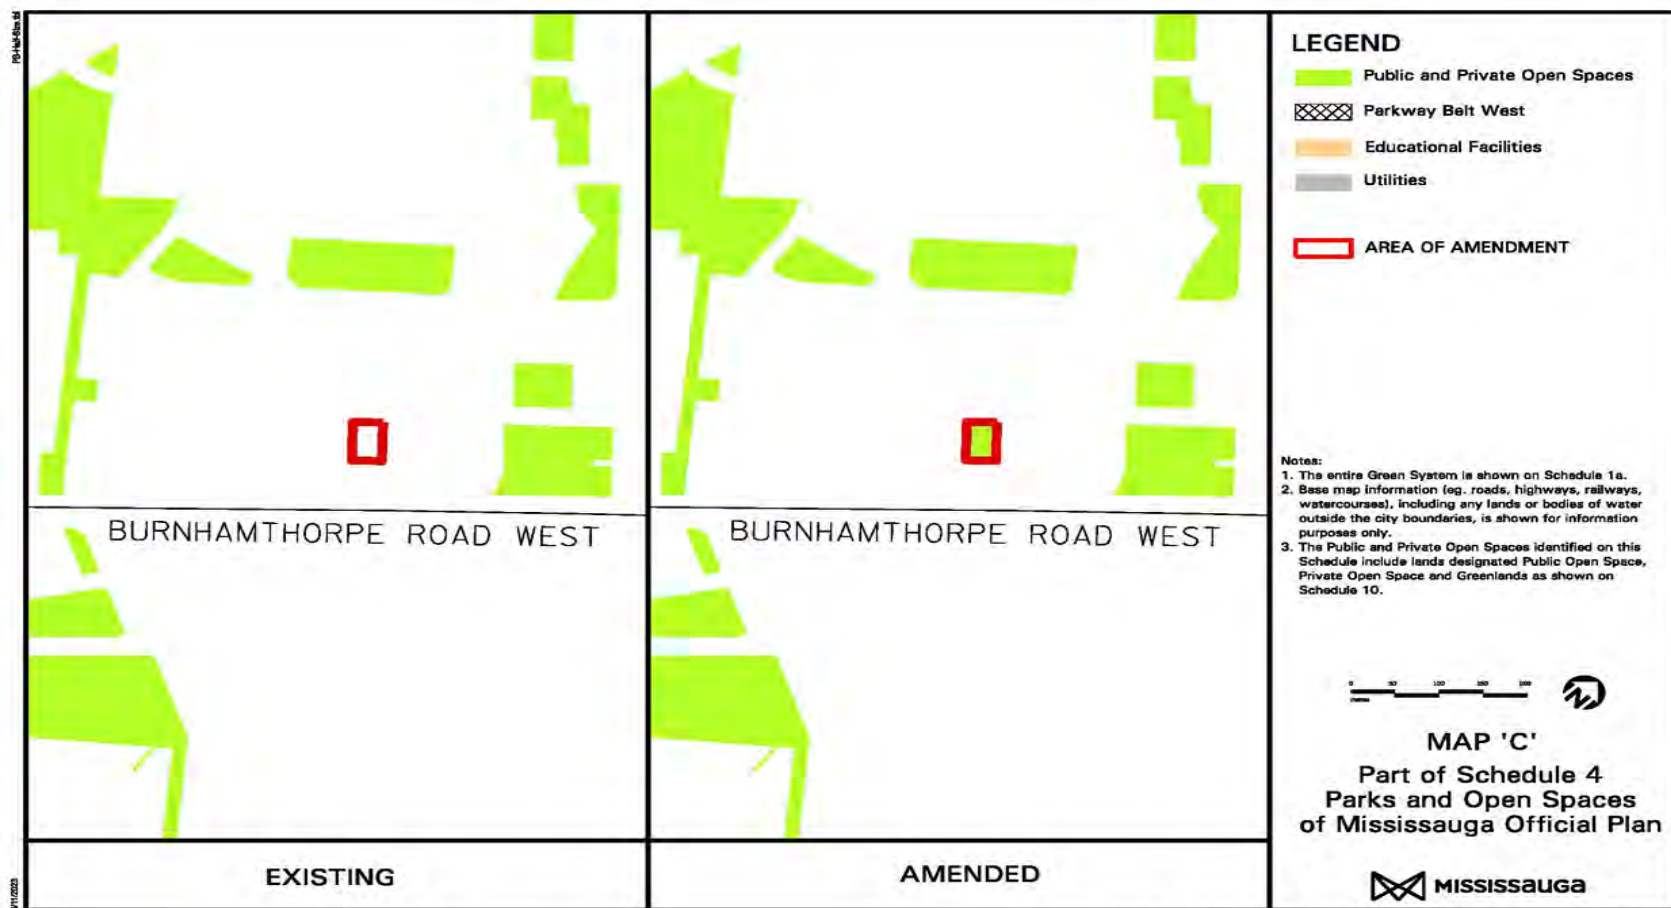 BURNHAMTHORPE ROAD WEST
EXISTING
BURNHAMTHORPE ROAD WEST
AMENDED
LEGEND
Public and Private Open Spaces
Parkway Belt West
Educational Facilities
Utilities
AREA OF AMENDMENT
Notes:
1. The entire Green System is shown on Schedule 1a.
2. Base map information (eg. roads, highways, railways,
watercourses), including any lands or bodies of water
outside the city boundaries, is shown for information
purposes only.
3. The Public and Private Open Spaces identified on this
Schedule include lands designated Public Open Space,
Private Open Space and Greenlands as shown on
Schedule 10.
0 50 100 150 200
MAP 'C'
Part of Schedule 4
Parks and Open Spaces
of Mississauga Official Plan
MISSISSAUGA